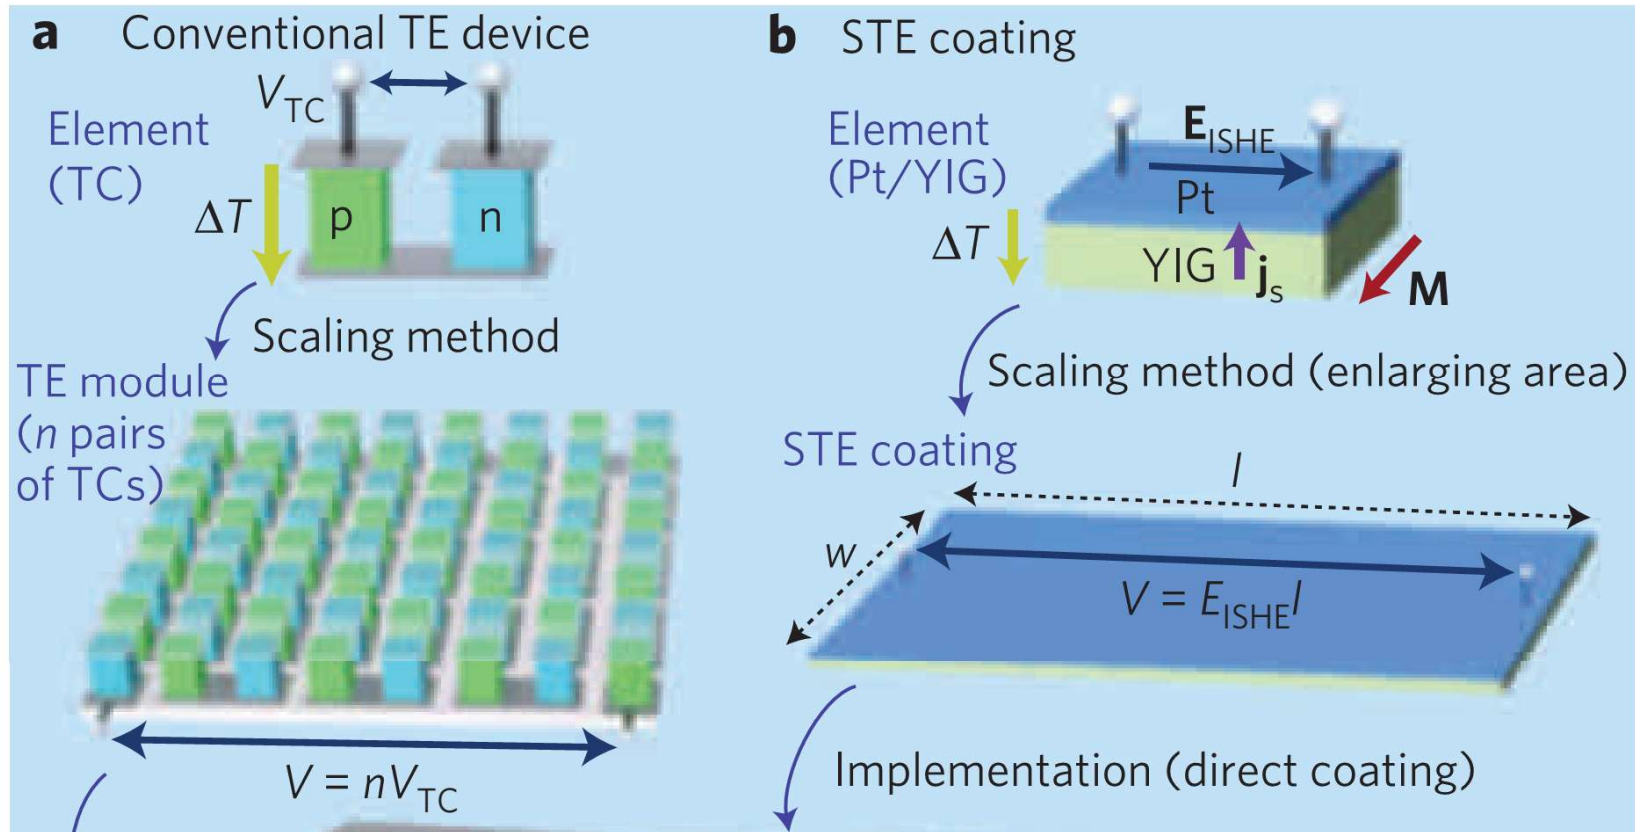 a Conventional TE device
V_TC
Element
(TC)
ΔT
p
n
Scaling method
TE module
(n pairs
of TCs)
V = nV_TC
b STE coating
Element
(Pt/YIG)
E_ISHE
Pt
ΔT
YIG
j_s
M
Scaling method (enlarging area)
STE coating
l
w
V = E_ISHE l
Implementation (direct coating)